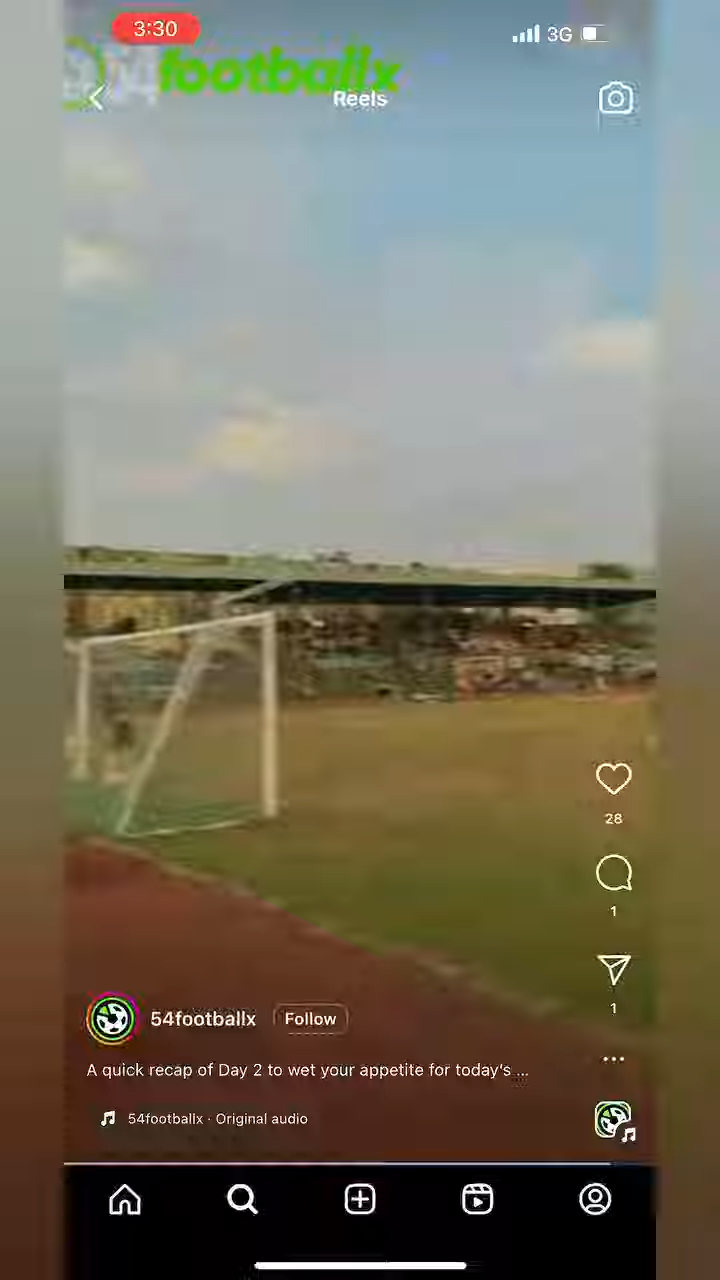 3:30
3G
54footballx
Reels
28
1
1
54footballx
Follow
A quick recap of Day 2 to wet your appetite for today's ...
54footballx · Original audio